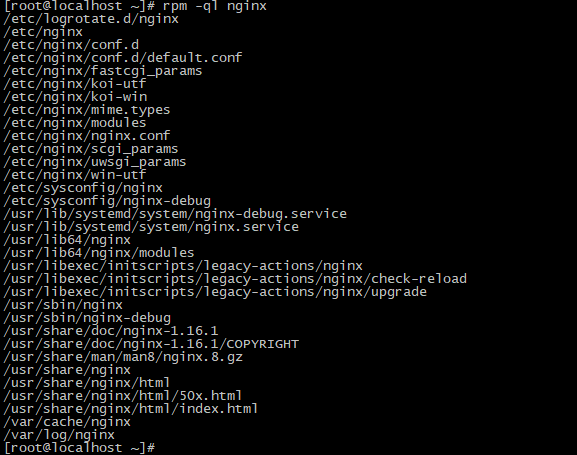 [root@localhost ~]# rpm -ql nginx
/etc/logrotate.d/nginx
/etc/nginx
/etc/nginx/conf.d
/etc/nginx/conf.d/default.conf
/etc/nginx/fastcgi_params
/etc/nginx/koi-utf
/etc/nginx/koi-win
/etc/nginx/mime.types
/etc/nginx/modules
/etc/nginx/nginx.conf
/etc/nginx/scgi_params
/etc/nginx/uwsgi_params
/etc/nginx/win-utf
/etc/sysconfig/nginx
/etc/sysconfig/nginx-debug
/usr/lib/systemd/system/nginx-debug.service
/usr/lib/systemd/system/nginx.service
/usr/lib64/nginx
/usr/lib64/nginx/modules
/usr/libexec/initscripts/legacy-actions/nginx
/usr/libexec/initscripts/legacy-actions/nginx/check-reload
/usr/libexec/initscripts/legacy-actions/nginx/upgrade
/usr/sbin/nginx
/usr/sbin/nginx-debug
/usr/share/doc/nginx-1.16.1
/usr/share/doc/nginx-1.16.1/COPYRIGHT
/usr/share/man/man8/nginx.8.gz
/usr/share/nginx
/usr/share/nginx/html
/usr/share/nginx/html/50x.html
/usr/share/nginx/html/index.html
/var/cache/nginx
/var/log/nginx
[root@localhost ~]#